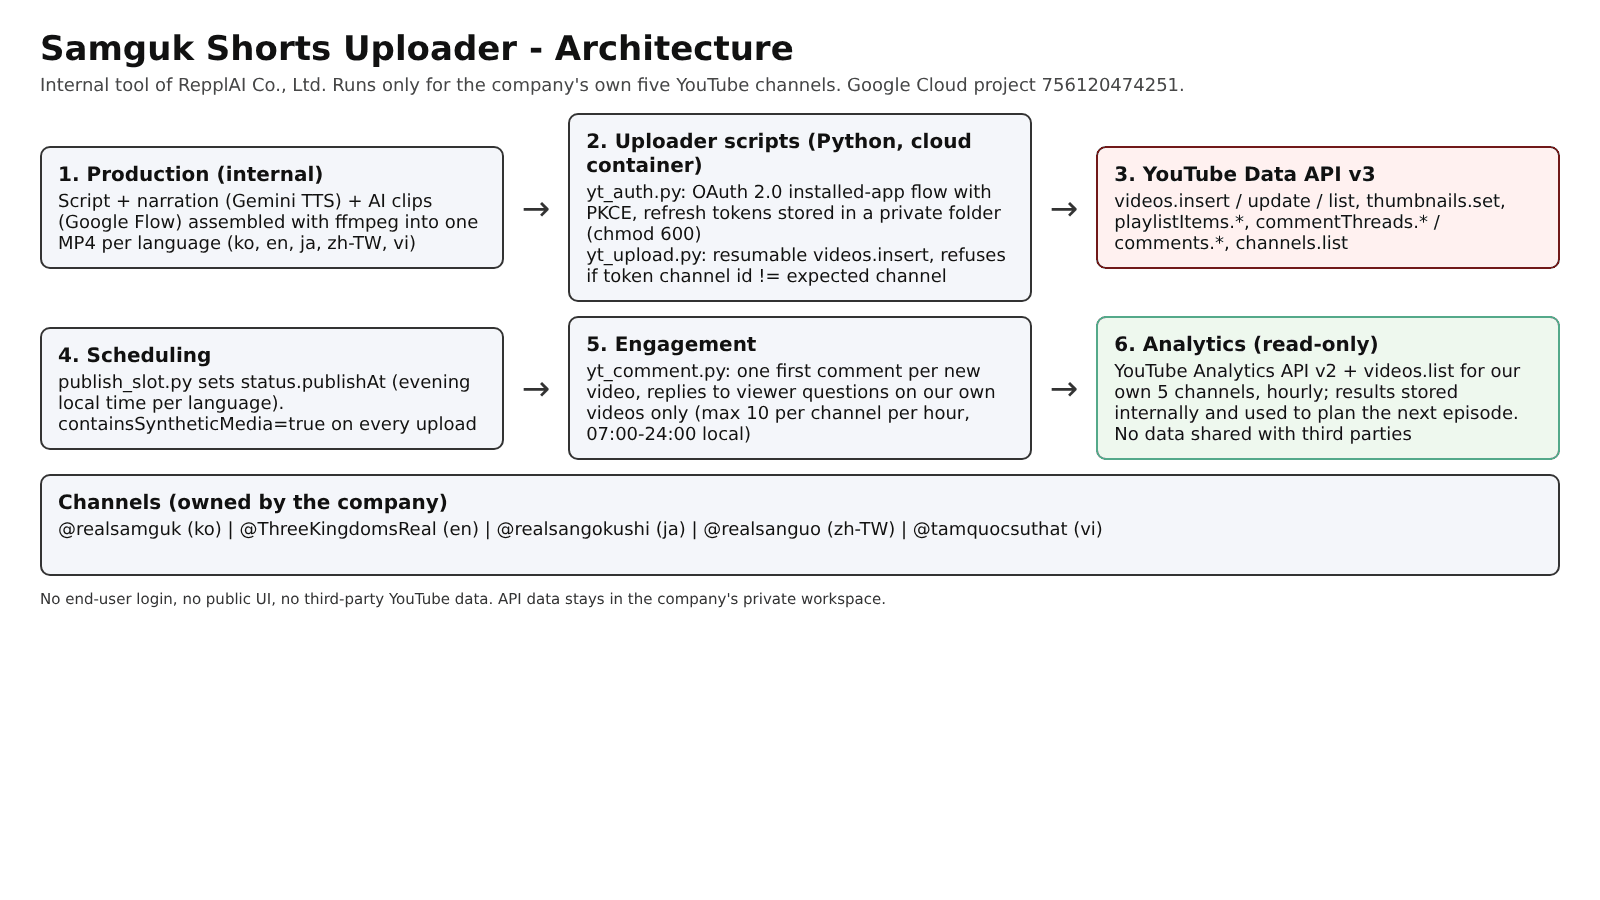 Samguk Shorts Uploader - Architecture
Internal tool of ReppIAI Co., Ltd. Runs only for the company's own five YouTube channels. Google Cloud project 756120474251.
1. Production (internal)
Script + narration (Gemini TTS) + AI clips
(Google Flow) assembled with ffmpeg into one
MP4 per language (ko, en, ja, zh-TW, vi)
→
2. Uploader scripts (Python, cloud
container)
yt_auth.py: OAuth 2.0 installed-app flow with
PKCE, refresh tokens stored in a private folder
(chmod 600)
yt_upload.py: resumable videos.insert, refuses
if token channel id != expected channel
→
3. YouTube Data API v3
videos.insert / update / list, thumbnails.set,
playlistItems.*, commentThreads.* /
comments.*, channels.list
4. Scheduling
publish_slot.py sets status.publishAt (evening
local time per language).
containsSyntheticMedia=true on every upload
→
5. Engagement
yt_comment.py: one first comment per new
video, replies to viewer questions on our own
videos only (max 10 per channel per hour,
07:00-24:00 local)
→
6. Analytics (read-only)
YouTube Analytics API v2 + videos.list for our
own 5 channels, hourly; results stored
internally and used to plan the next episode.
No data shared with third parties
Channels (owned by the company)
@realsamguk (ko) | @ThreeKingdomsReal (en) | @realsangokushi (ja) | @realsanguo (zh-TW) | @tamquocsuthat (vi)
No end-user login, no public UI, no third-party YouTube data. API data stays in the company's private workspace.